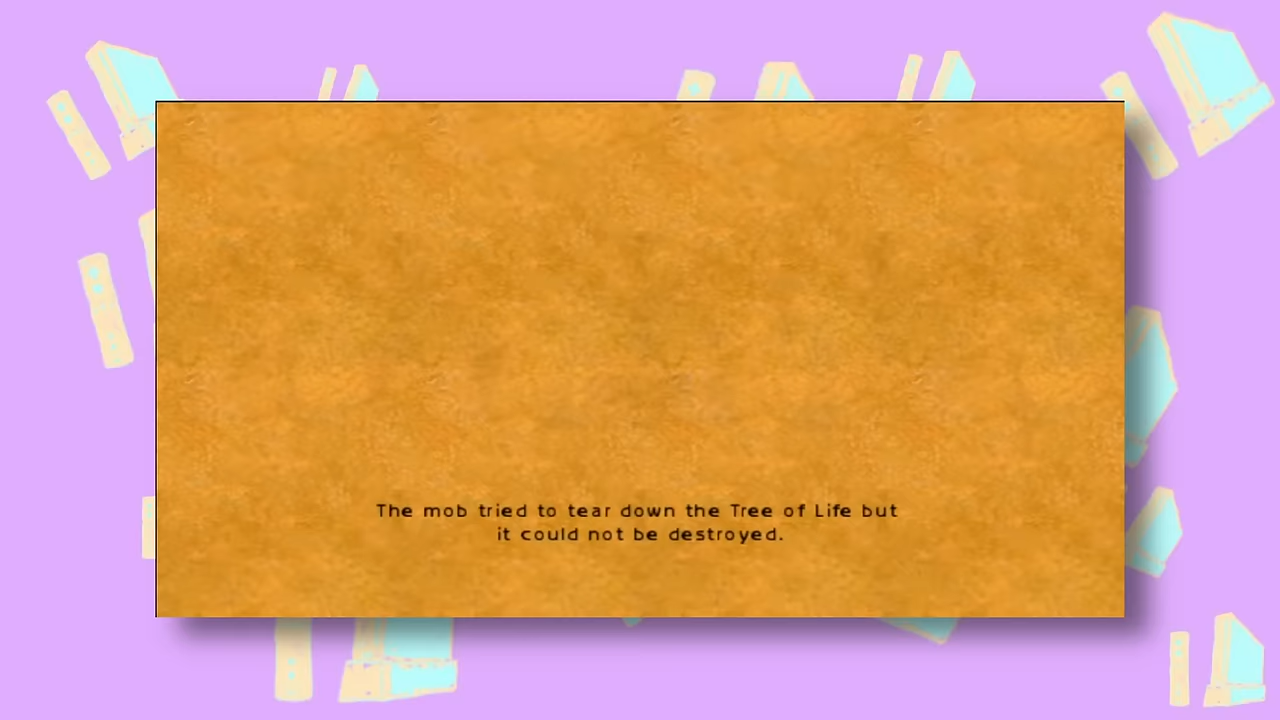 The mob tried to tear down the Tree of Life but
it could not be destroyed.